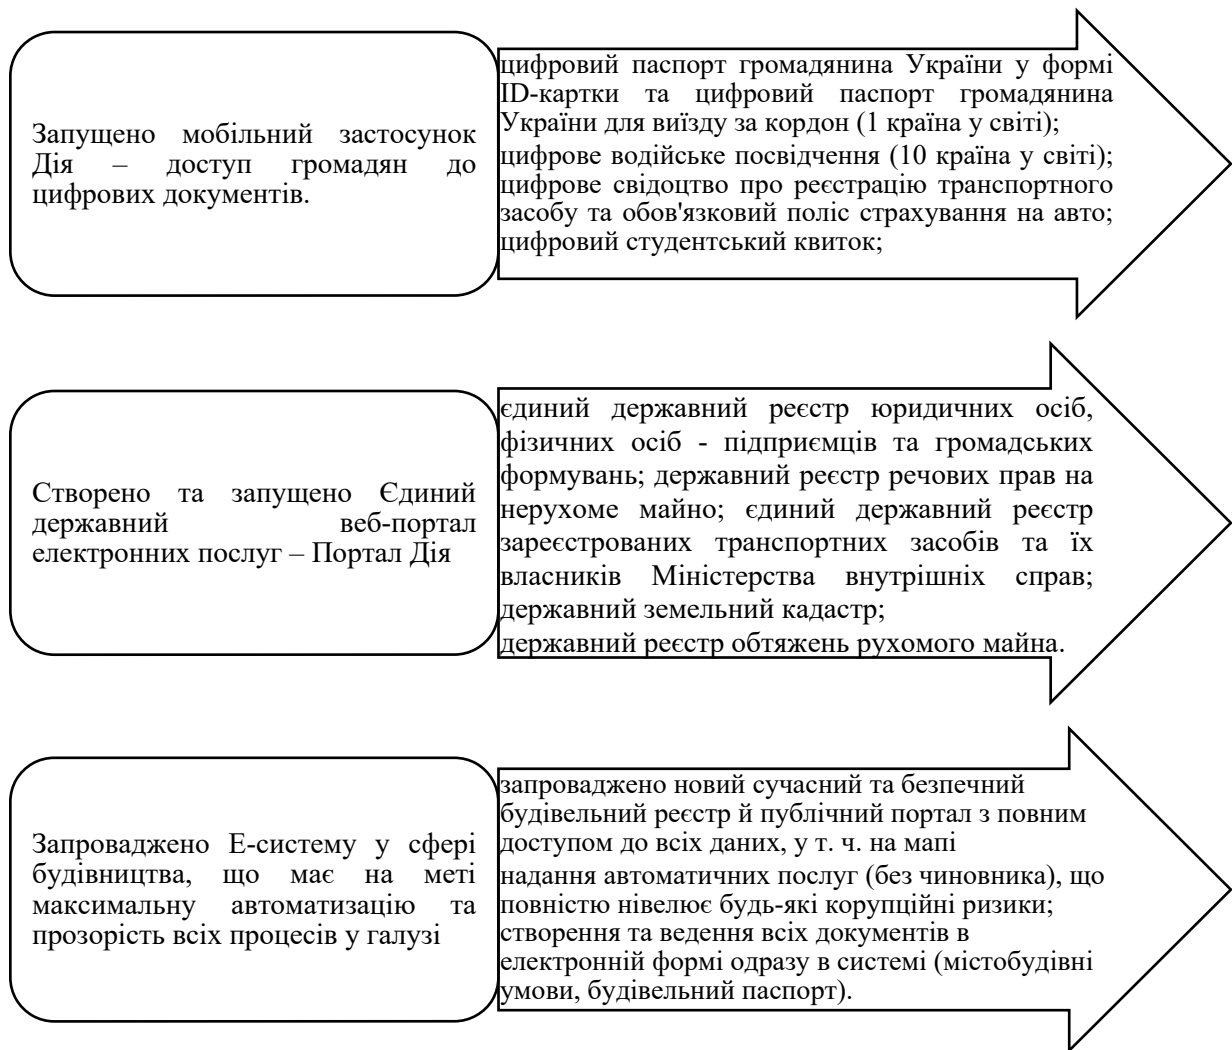 Запущено мобільний застосунок
Дія – доступ громадян до
цифрових документів.
цифровий паспорт громадянина України у формі
ID-картки та цифровий паспорт громадянина
України для виїзду за кордон (1 країна у світі);
цифрове водійське посвідчення (10 країна у світі);
цифрове свідоцтво про реєстрацію транспортного
засобу та обов'язковий поліс страхування на авто;
цифровий студентський квиток;
Створено та запущено Єдиний
державний веб-портал
електронних послуг – Портал Дія
єдиний державний реєстр юридичних осіб,
фізичних осіб - підприємців та громадських
формувань; державний реєстр речових прав на
нерухоме майно; єдиний державний реєстр
зареєстрованих транспортних засобів та їх
власників Міністерства внутрішніх справ;
державний земельний кадастр;
державний реєстр обтяжень рухомого майна.
Запроваджено Е-систему у сфері
будівництва, що має на меті
максимальну автоматизацію та
прозорість всіх процесів у галузі
запроваджено новий сучасний та безпечний
будівельний реєстр й публічний портал з повним
доступом до всіх даних, у т. ч. на мапі
надання автоматичних послуг (без чиновника), що
повністю нівелює будь-які корупційні ризики;
створення та ведення всіх документів в
електронній формі одразу в системі (містобудівні
умови, будівельний паспорт).